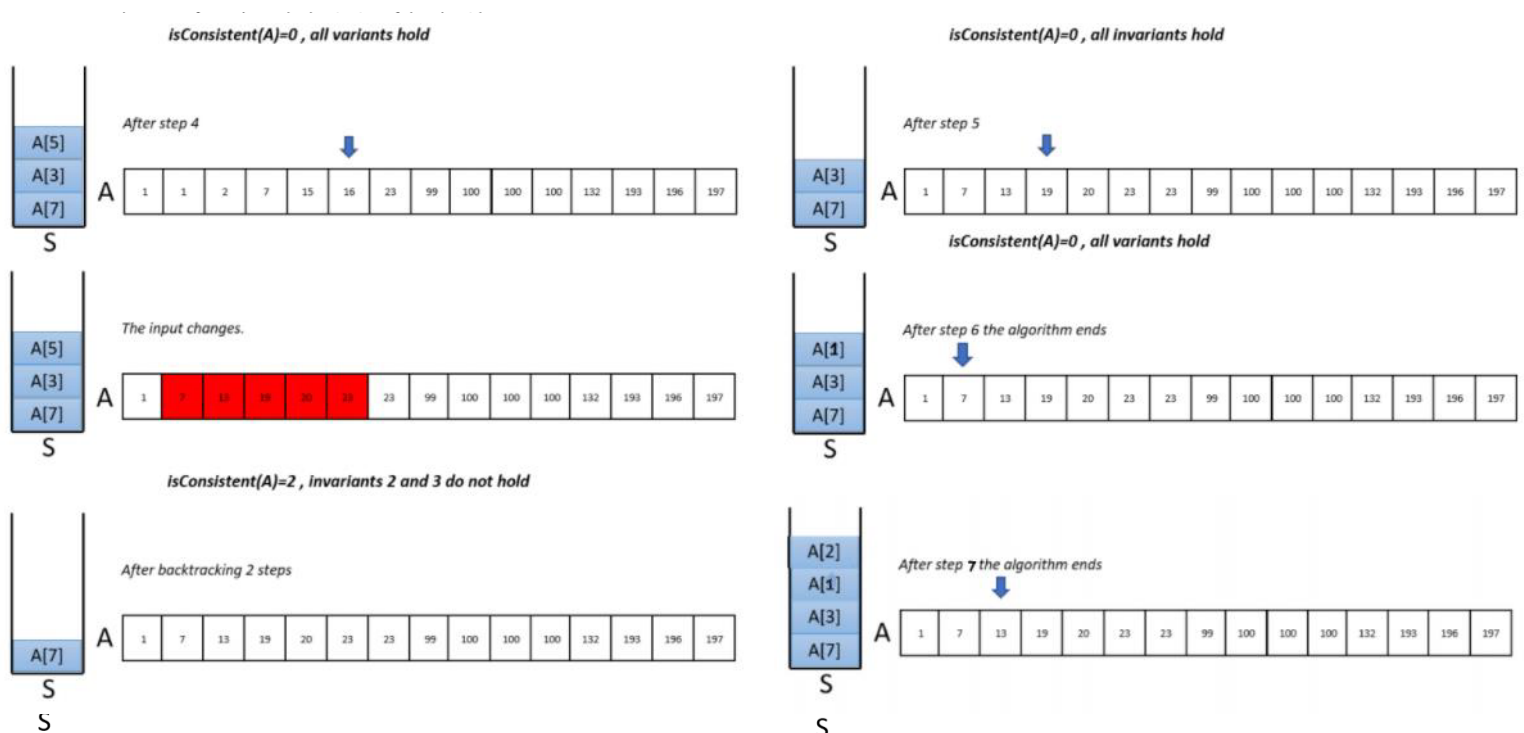 isConsistent(A)=0 , all variants hold
After step 4
A[5]
A[3]
A[7]
S
A 1 1 2 7 15 16 23 99 100 100 100 132 193 196 197
The input changes.
A[5]
A[3]
A[7]
S
A 1 7 13 19 20 23 23 99 100 100 100 132 193 196 197
isConsistent(A)=2 , invariants 2 and 3 do not hold
After backtracking 2 steps
A[7]
S
A 1 7 13 19 20 23 23 99 100 100 100 132 193 196 197
S
isConsistent(A)=0 , all invariants hold
After step 5
A[3]
A[7]
S
A 1 7 13 19 20 23 23 99 100 100 100 132 193 196 197
isConsistent(A)=0 , all variants hold
After step 6 the algorithm ends
A[1]
A[3]
A[7]
S
A 1 7 13 19 20 23 23 99 100 100 100 132 193 196 197
After step 7 the algorithm ends
A[2]
A[1]
A[3]
A[7]
S
A 1 7 13 19 20 23 23 99 100 100 100 132 193 196 197
S